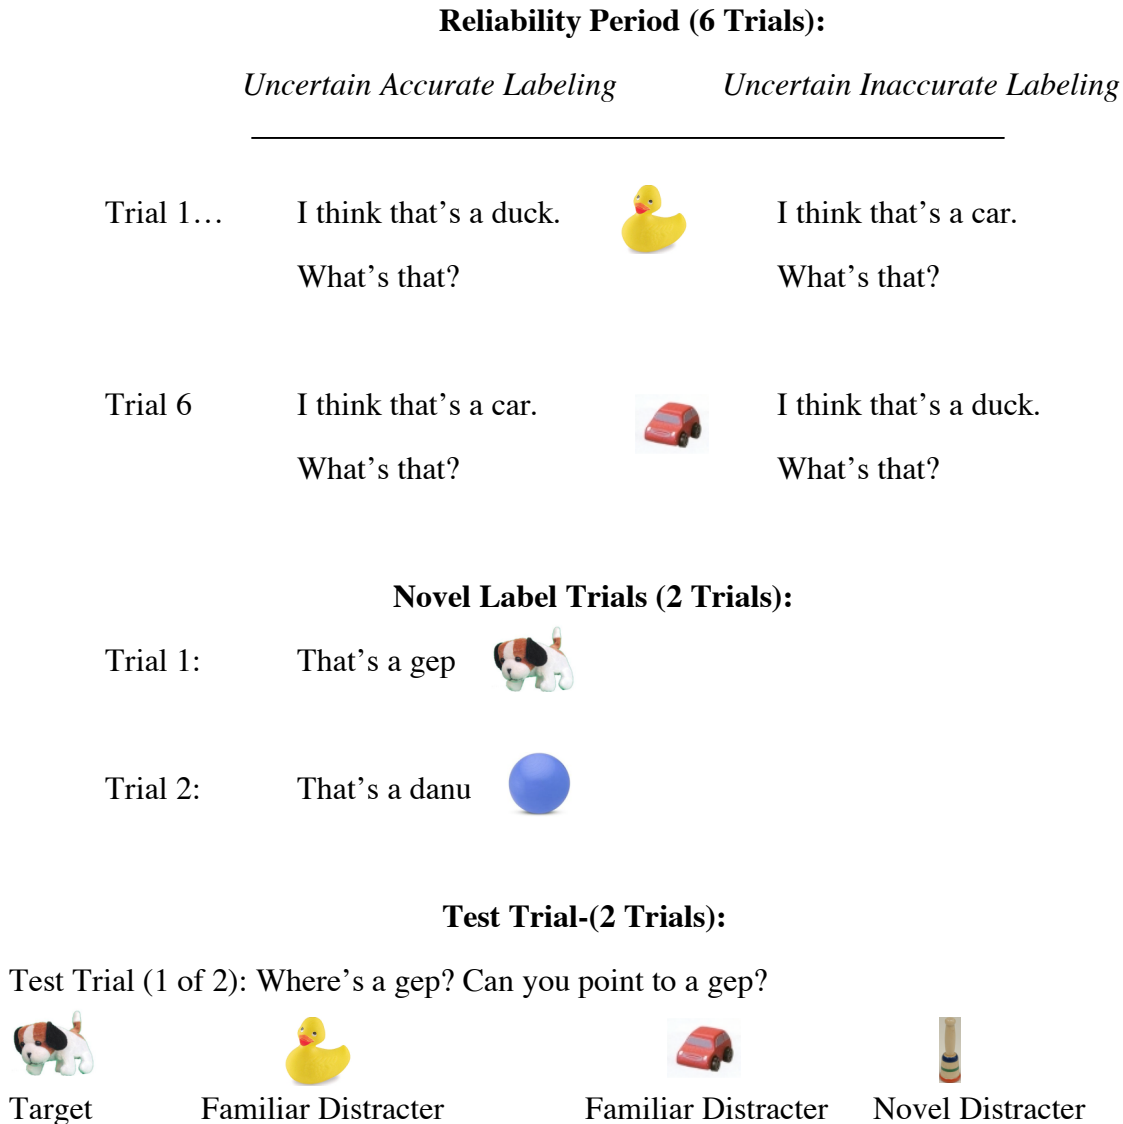 Reliability Period (6 Trials):
Uncertain Accurate Labeling Uncertain Inaccurate Labeling
Trial 1… I think that’s a duck. I think that’s a car.
What’s that? What’s that?
Trial 6 I think that’s a car. I think that’s a duck.
What’s that? What’s that?
Novel Label Trials (2 Trials):
Trial 1: That’s a gep
Trial 2: That’s a danu
Test Trial-(2 Trials):
Test Trial (1 of 2): Where’s a gep? Can you point to a gep?
Target Familiar Distracter Familiar Distracter Novel Distracter